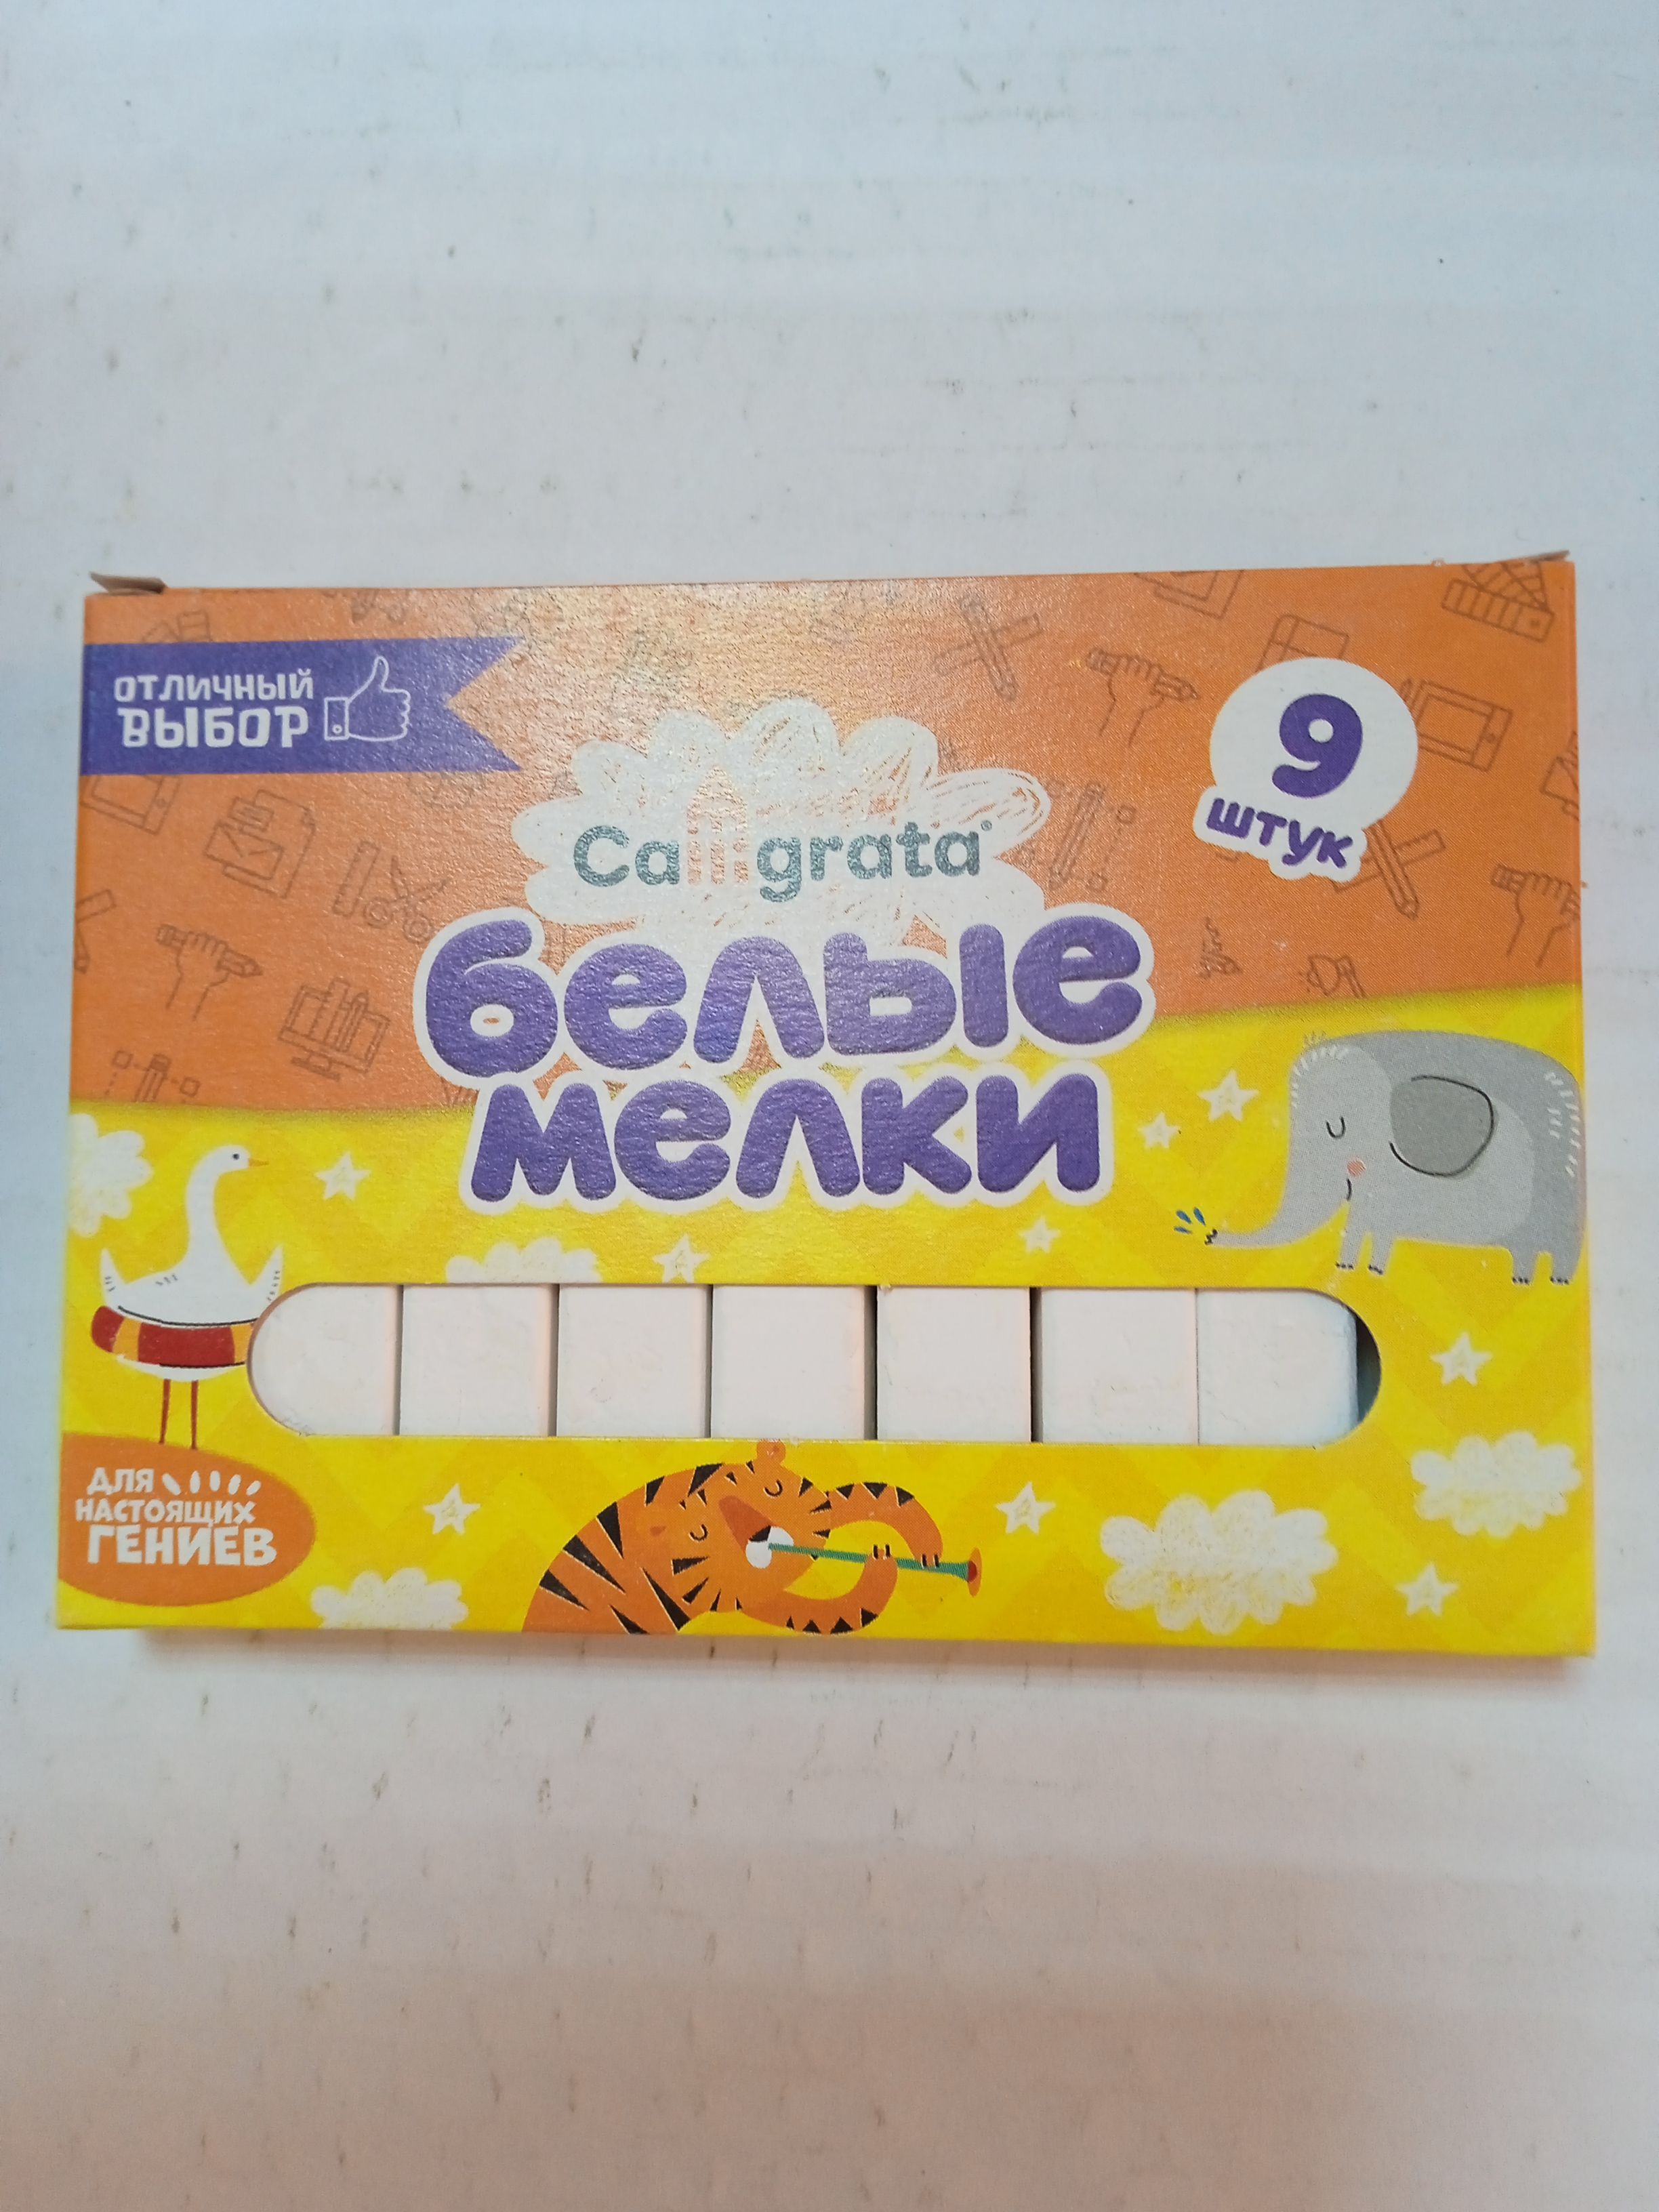 ОТЛИЧНЫЙ
ВЫБОР
9
штук
Calligrata
белые
мелки
ДЛЯ
НАСТОЯЩИХ
ГЕНИЕВ